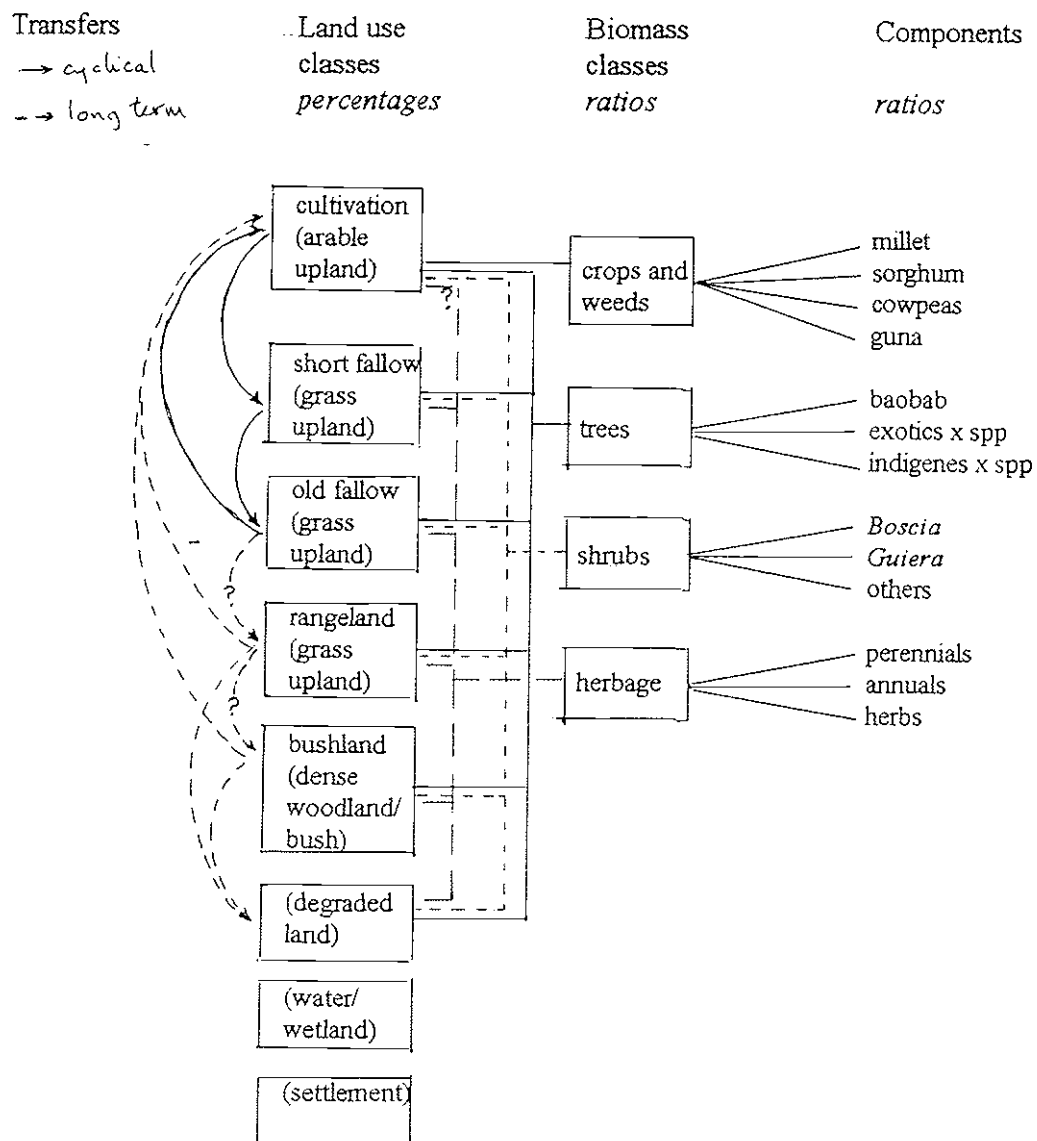 Transfers
→ cyclical
--→ long term
Land use
classes
percentages
Biomass
classes
ratios
Components
ratios
cultivation
(arable
upland)
?
short fallow
(grass
upland)
old fallow
(grass
upland)
?
rangeland
(grass
upland)
?
bushland
(dense
woodland/
bush)
(degraded
land)
(water/
wetland)
(settlement)
crops and
weeds
trees
shrubs
herbage
millet
sorghum
cowpeas
guna
baobab
exotics x spp
indigenes x spp
Boscia
Guiera
others
perennials
annuals
herbs